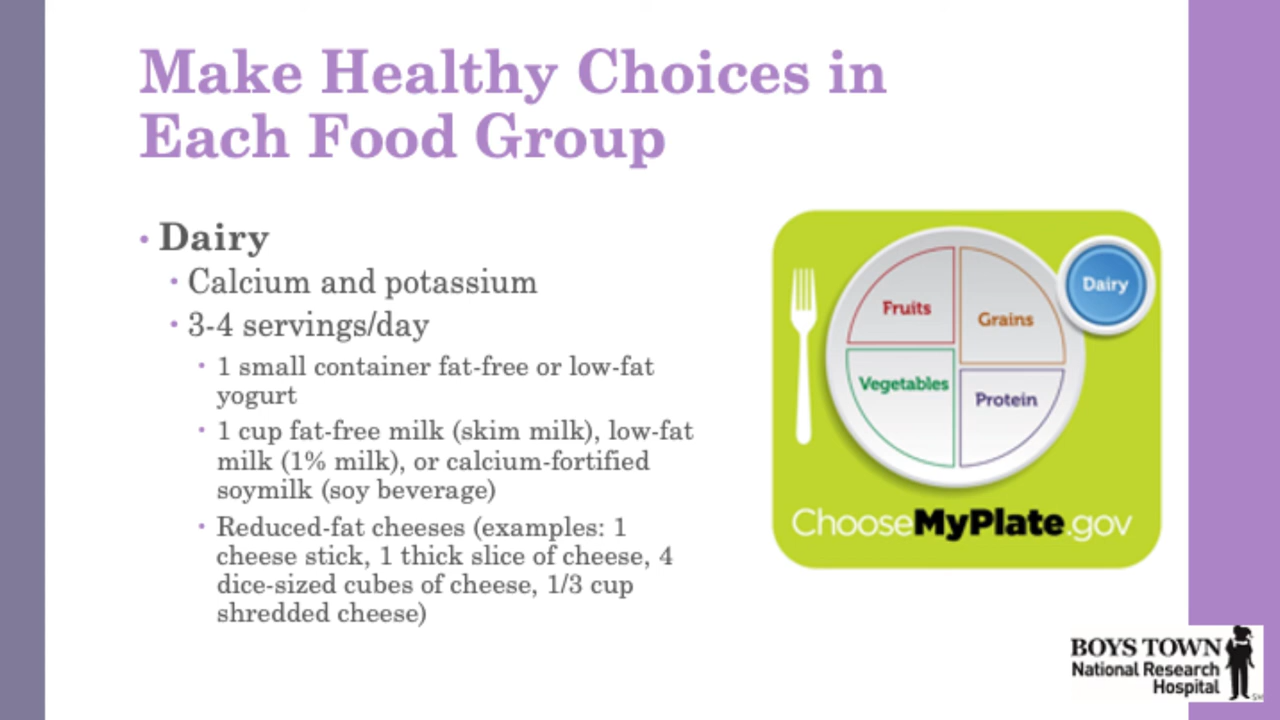 Make Healthy Choices in
Each Food Group
• Dairy
• Calcium and potassium
• 3-4 servings/day
• 1 small container fat-free or low-fat
yogurt
• 1 cup fat-free milk (skim milk), low-fat
milk (1% milk), or calcium-fortified
soymilk (soy beverage)
• Reduced-fat cheeses (examples: 1
cheese stick, 1 thick slice of cheese, 4
dice-sized cubes of cheese, 1/3 cup
shredded cheese)
Fruits
Grains
Dairy
Vegetables
Protein
ChooseMyPlate.gov
BOYS TOWN
National Research
Hospital
SM